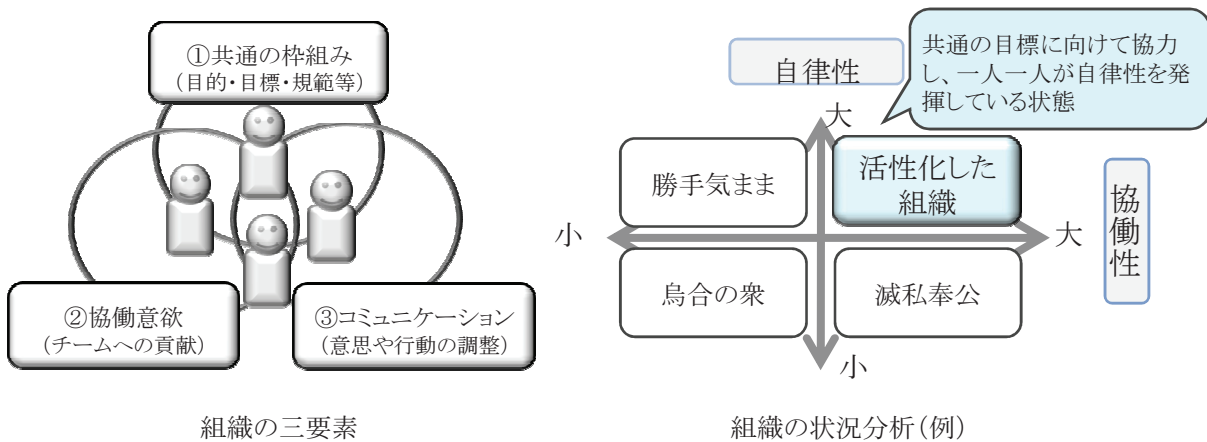 ①共通の枠組み
(目的・目標・規範等)
②協働意欲
(チームへの貢献)
③コミュニケーション
(意思や行動の調整)
組織の三要素
自律性
共通の目標に向けて協力
し、一人一人が自律性を発
揮している状態
大
勝手気まま
活性化した
組織
小
大
協働性
烏合の衆
滅私奉公
小
組織の状況分析(例)